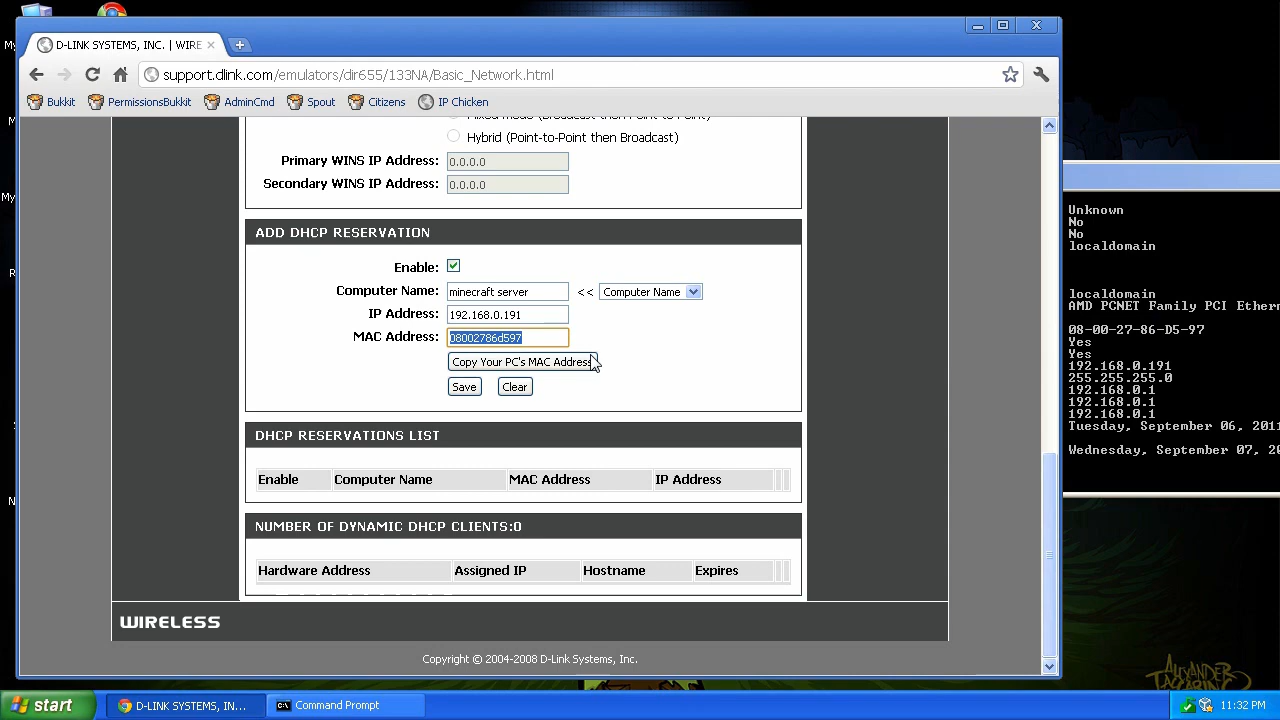 D-LINK SYSTEMS, INC. | WIRE
support.dlink.com/emulators/dir655/133NA/Basic_Network.html
Bukkit PermissionsBukkit AdminCmd Spout Citizens IP Chicken
Hybrid (Point-to-Point then Broadcast)
Primary WINS IP Address: 0.0.0.0
Secondary WINS IP Address: 0.0.0.0
ADD DHCP RESERVATION
Enable:
Computer Name: minecraft server << Computer Name
IP Address: 192.168.0.191
MAC Address: 08002786d597
Copy Your PC's MAC Address
Save Clear
DHCP RESERVATIONS LIST
Enable Computer Name MAC Address IP Address
NUMBER OF DYNAMIC DHCP CLIENTS:0
Hardware Address Assigned IP Hostname Expires
WIRELESS
Copyright © 2004-2008 D-Link Systems, Inc.
Unknown
No
No
localdomain
localdomain
AMD PCNET Family PCI Ethern
08-00-27-86-D5-97
Yes
Yes
192.168.0.191
255.255.255.0
192.168.0.1
192.168.0.1
192.168.0.1
Tuesday, September 06, 2011
Wednesday, September 07, 20
start D-LINK SYSTEMS, IN... Command Prompt 11:32 PM